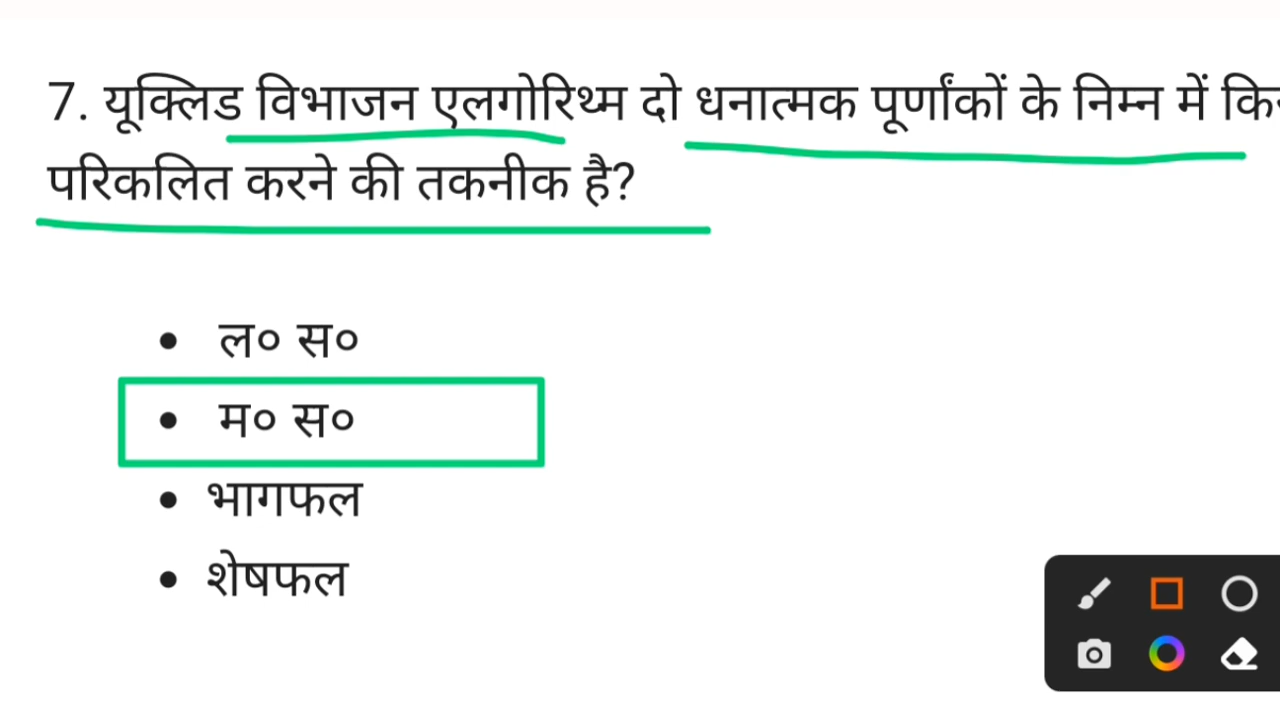 7. यूक्लिड विभाजन एलगोरिथ्म दो धनात्मक पूर्णांकों के निम्न में
परिकलित करने की तकनीक है?
• ल० स०
• म० स०
• भागफल
• शेषफल